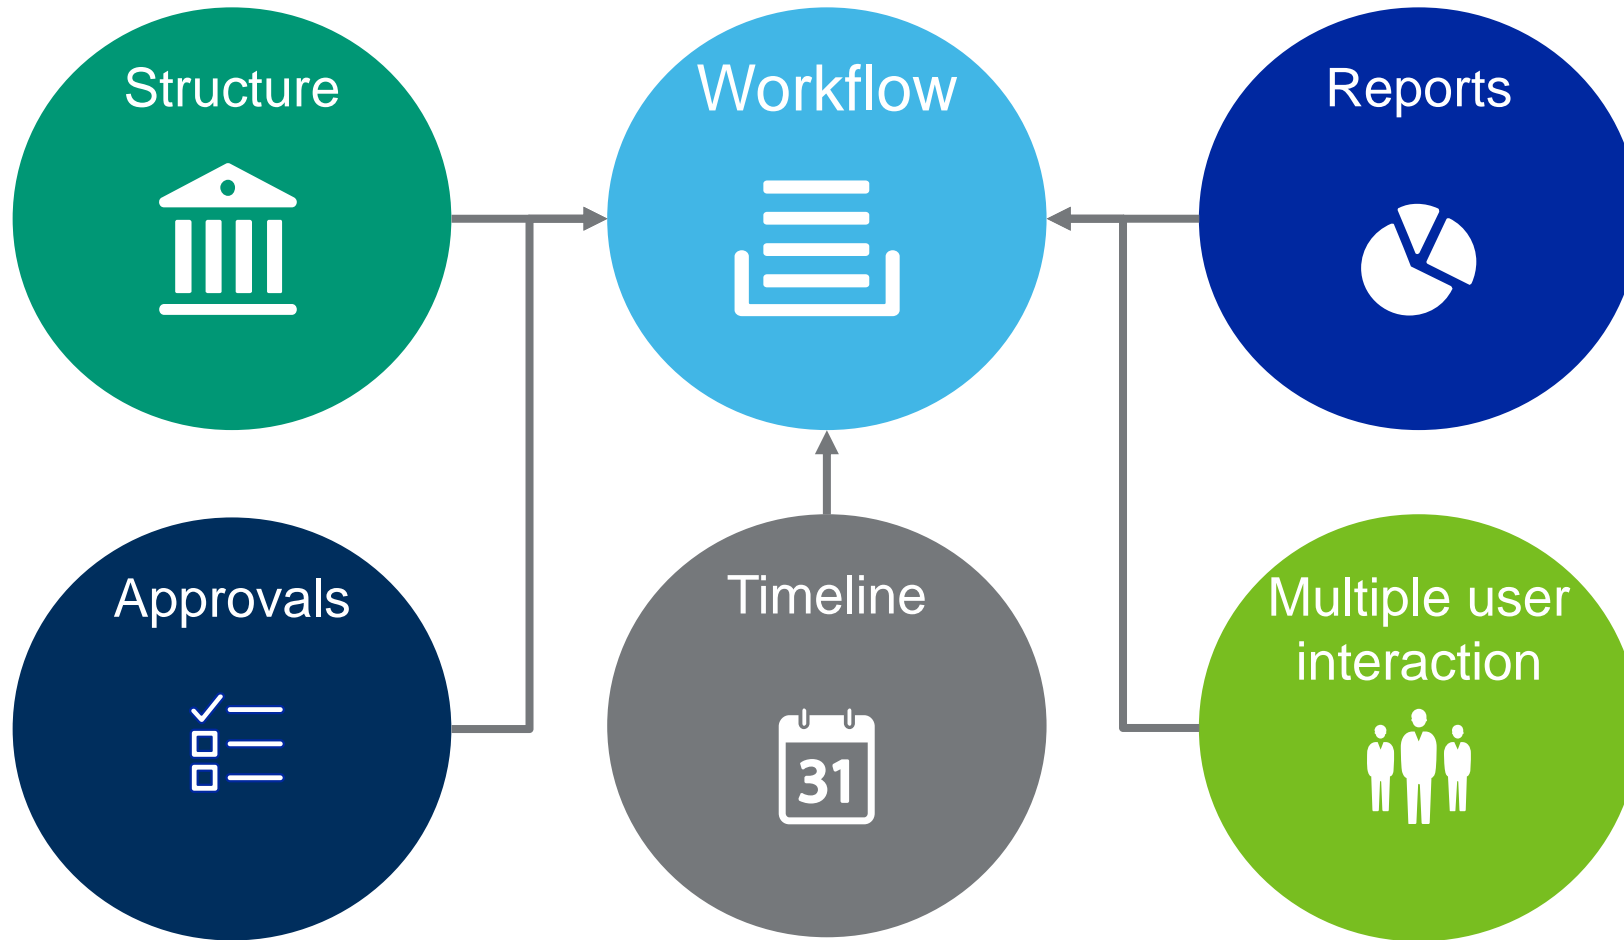 Structure
Workflow
Reports
Approvals
Timeline
31
Multiple user
interaction